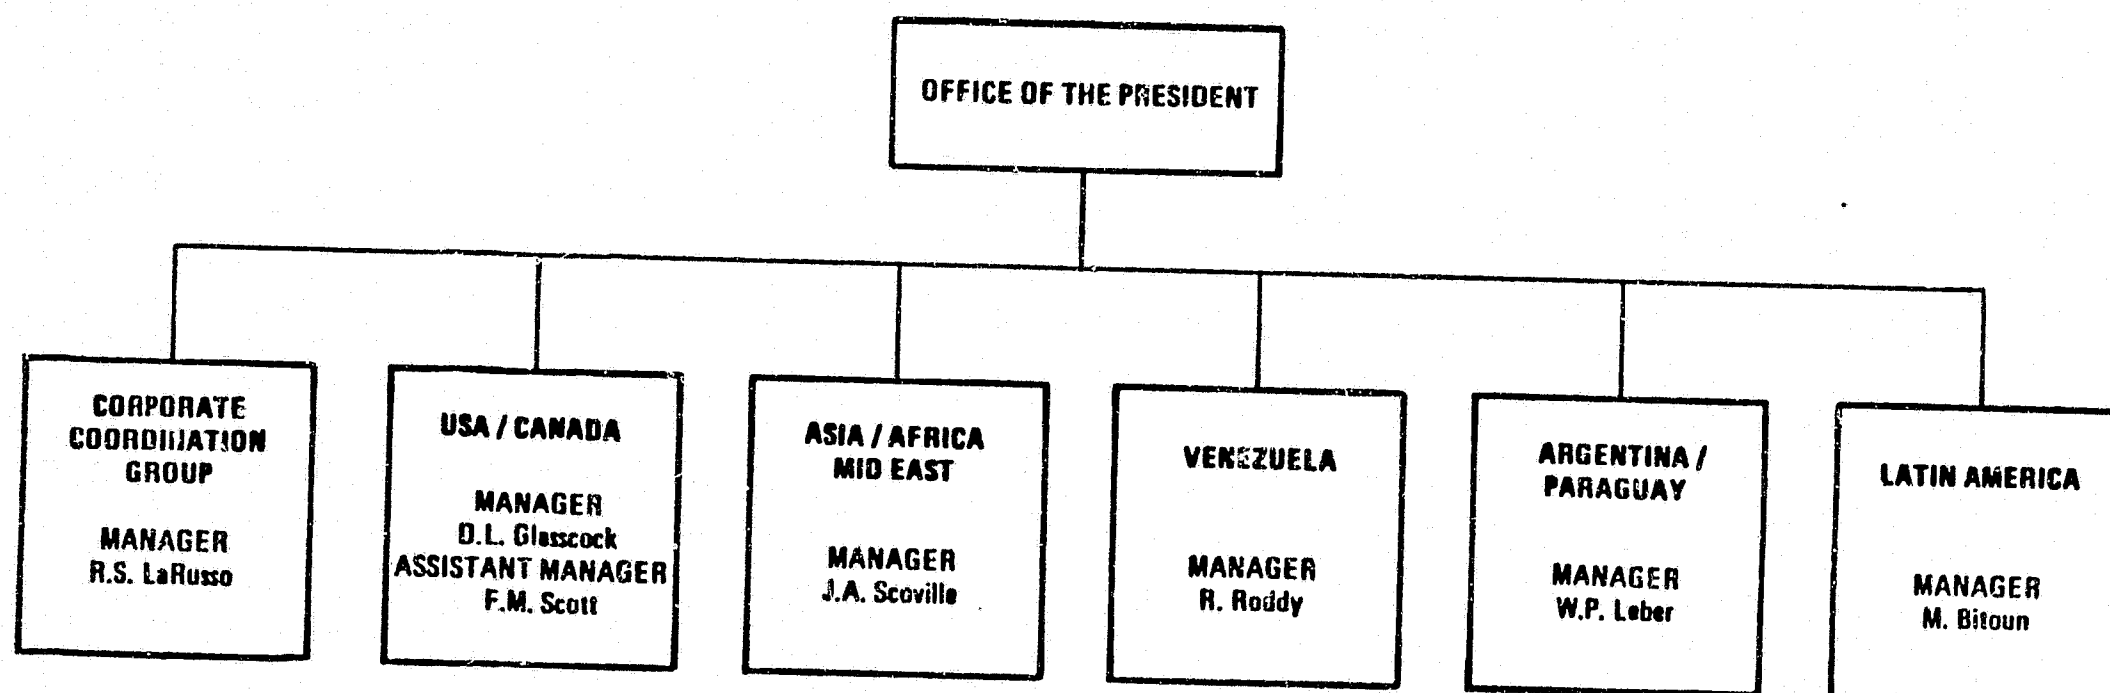 OFFICE OF THE PRESIDENT
CORPORATE
COORDINATION
GROUP
MANAGER
R.S. LaRusso
USA / CANADA
MANAGER
D.L. Glasscock
ASSISTANT MANAGER
F.M. Scott
ASIA / AFRICA
MID EAST
MANAGER
J.A. Scoville
VENEZUELA
MANAGER
R. Roddy
ARGENTINA /
PARAGUAY
MANAGER
W.P. Leber
LATIN AMERICA
MANAGER
M. Bitoun